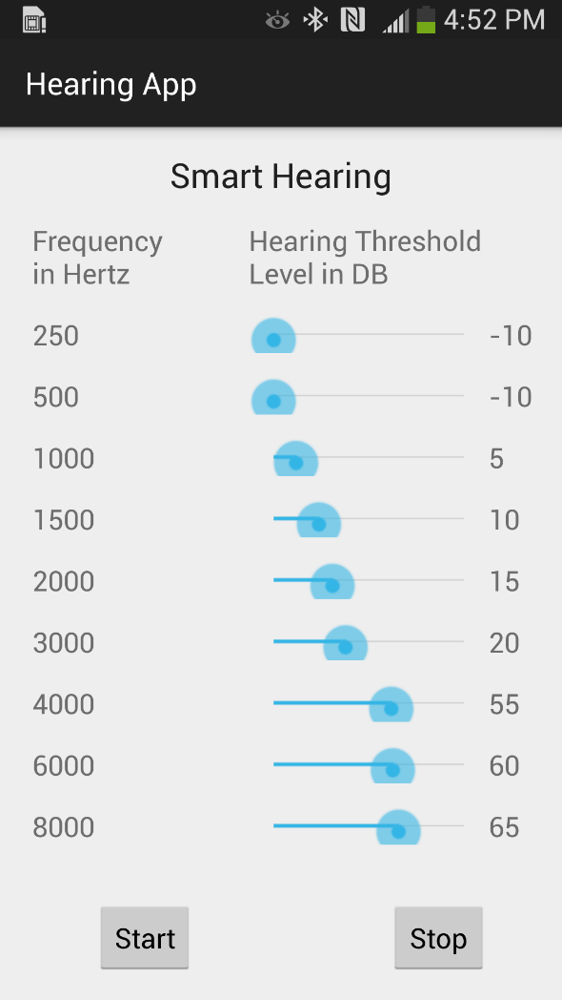 4:52 PM
Hearing App
Smart Hearing
Frequency
in Hertz
Hearing Threshold
Level in DB
250 -10
500 -10
1000 5
1500 10
2000 15
3000 20
4000 55
6000 60
8000 65
Start Stop